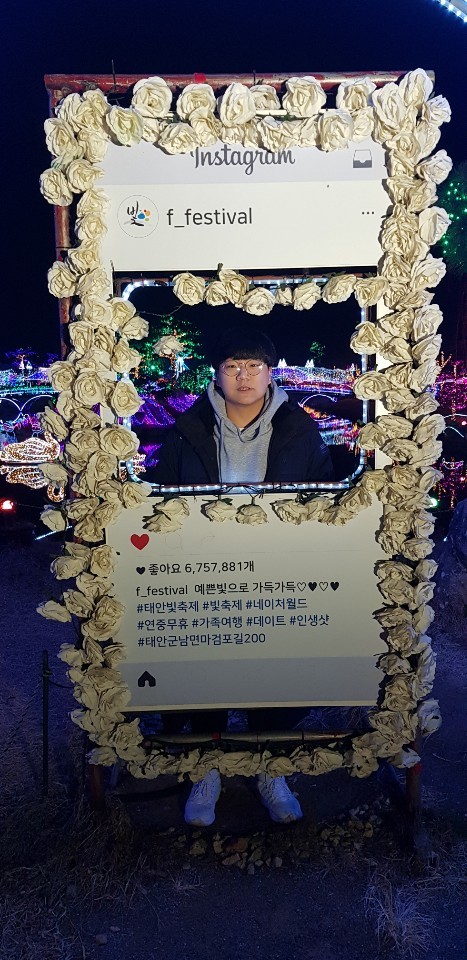 Instagram
빛
f_festival ...
♥ 좋아요 6,757,881개
f_festival 예쁜빛으로 가득가득♡♥♡♥
#태안빛축제 #빛축제 #네이처월드
#연중무휴 #가족여행 #데이트 #인생샷
#태안군남면마검포길200